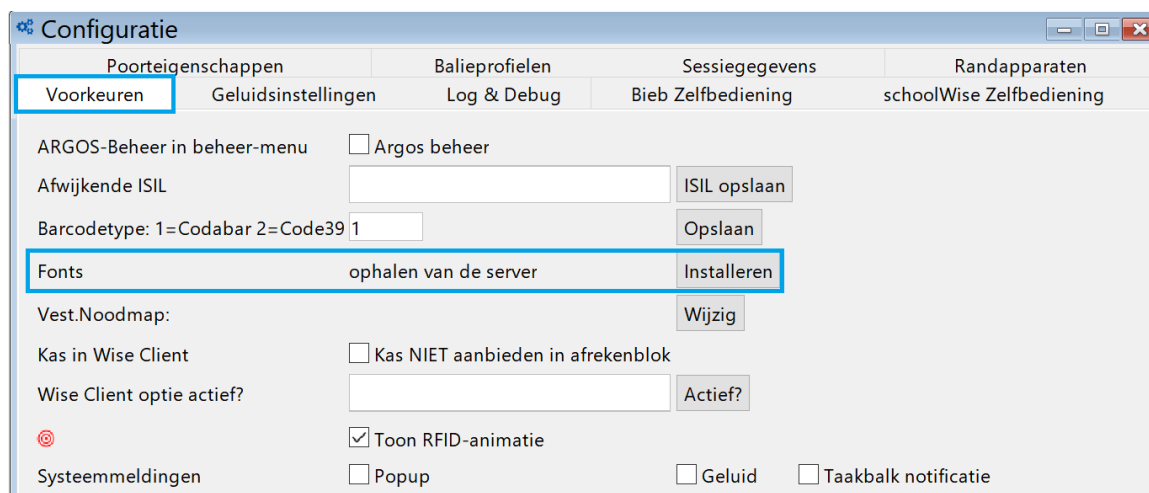 Configuratie
Poorteigenschappen Balieprofielen Sessiegegevens Randapparaten
Voorkeuren Geluidsinstellingen Log & Debug Bieb Zelfbediening schoolWise Zelfbediening
ARGOS-Beheer in beheer-menu Argos beheer
Afwijkende ISIL ISIL opslaan
Barcodetype: 1=Codabar 2=Code39 1 Opslaan
Fonts ophalen van de server Installeren
Vest.Noodmap: Wijzig
Kas in Wise Client Kas NIET aanbieden in afrekenblok
Wise Client optie actief? Actief?
Toon RFID-animatie
Systeemmeldingen Popup Geluid Taakbalk notificatie